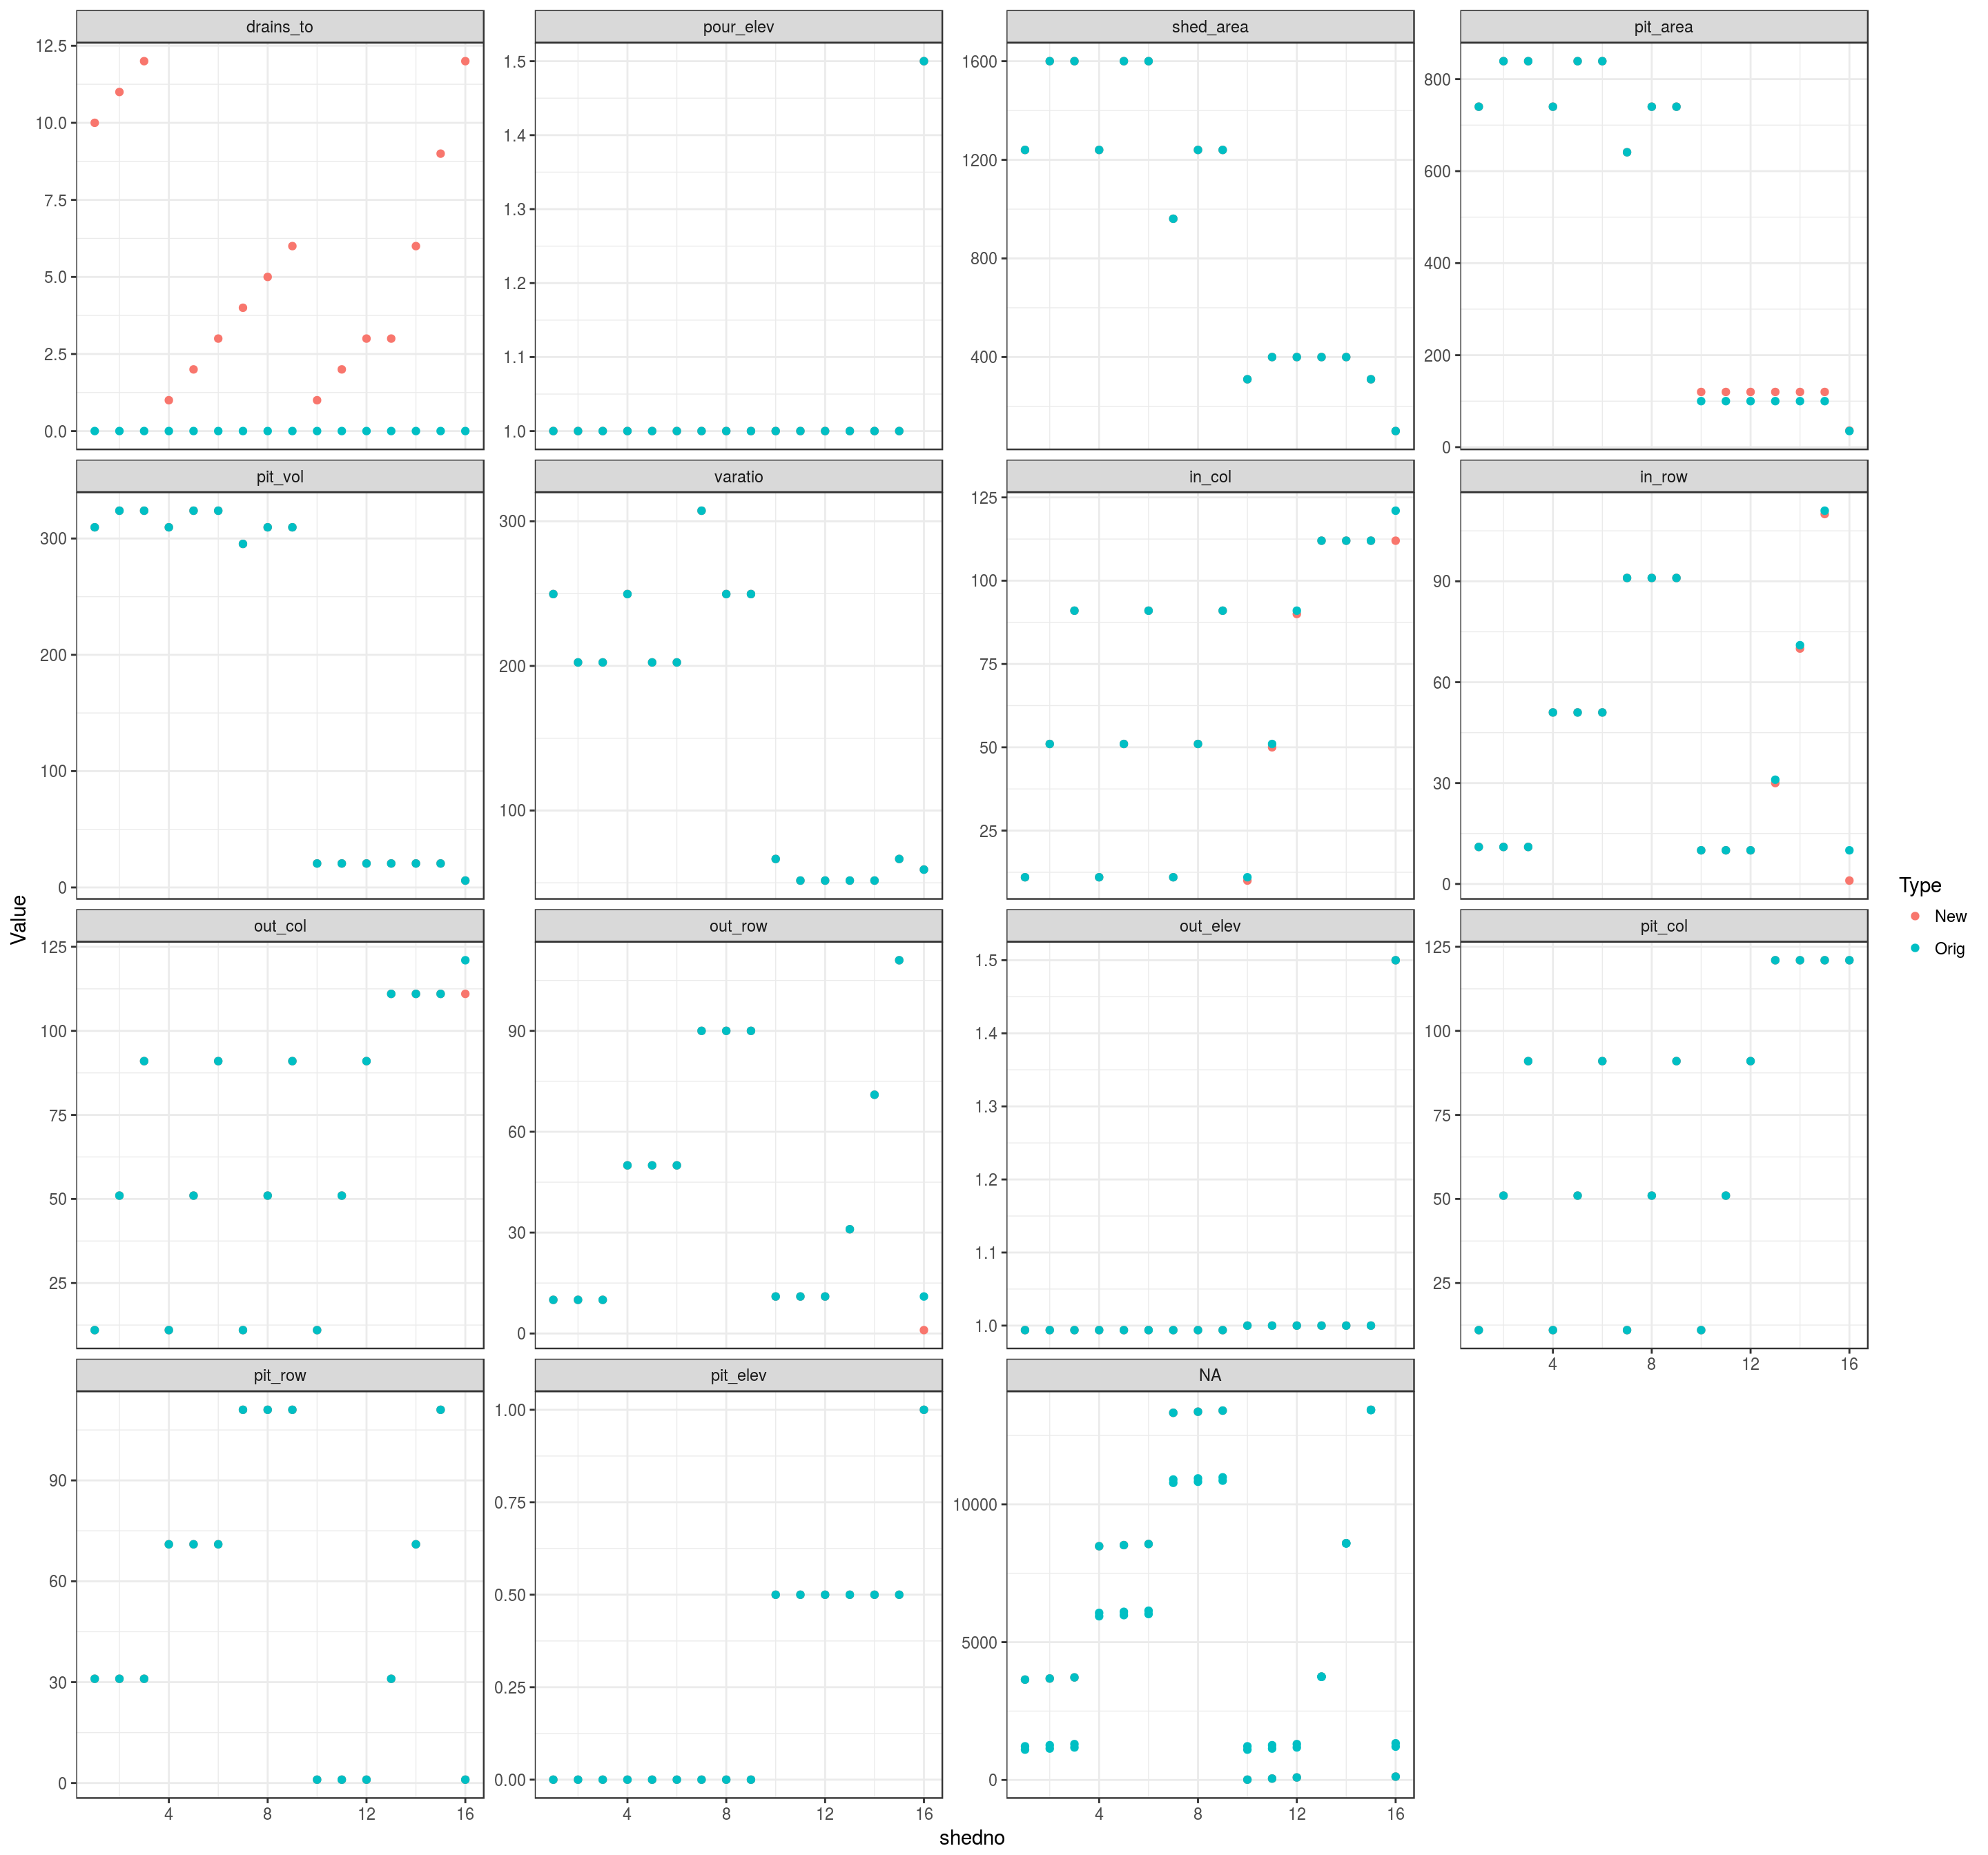 drains_to
pour_elev
shed_area
pit_area
12.5
10.0
7.5
5.0
2.5
0.0
1.5
1.4
1.3
1.2
1.1
1.0
1600
1200
800
400
800
600
400
200
0
pit_vol
varatio
in_col
in_row
300
200
100
0
300
200
100
125
100
75
50
25
90
60
30
0
out_col
out_row
out_elev
pit_col
125
100
75
50
25
90
60
30
0
1.5
1.4
1.3
1.2
1.1
1.0
125
100
75
50
25
4 8 12 16
pit_row
pit_elev
NA
90
60
30
0
1.00
0.75
0.50
0.25
0.00
10000
5000
0
4 8 12 16
4 8 12 16
4 8 12 16
shedno
Value
Type
New
Orig